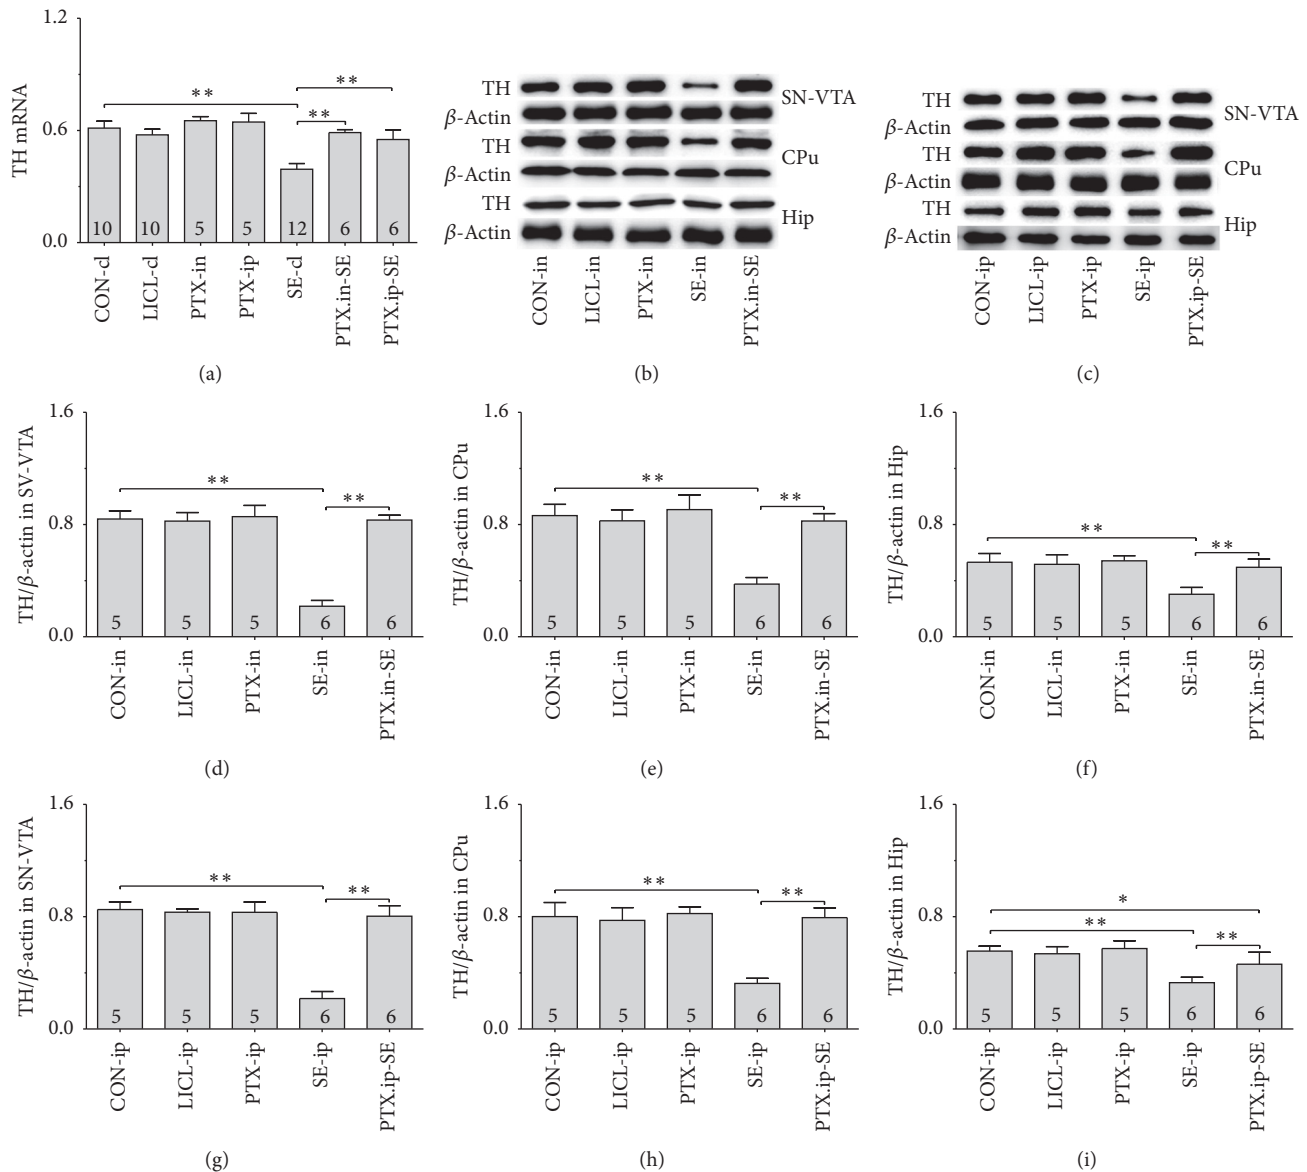 1.2
0.6
0.0
TH mRNA
**
**
**
10
10
5
5
12
6
6
CON-d
LICL-d
PTX-in
PTX-ip
SE-d
PTX.in-SE
PTX.ip-SE
(a)
TH
SN-VTA
β-Actin
TH
CPu
β-Actin
TH
Hip
β-Actin
CON-in
LICL-in
PTX-in
SE-in
PTX.in-SE
(b)
TH
SN-VTA
β-Actin
TH
CPu
β-Actin
TH
Hip
β-Actin
CON-ip
LICL-ip
PTX-ip
SE-ip
PTX.ip-SE
(c)
1.6
0.8
0.0
TH/β-actin in SV-VTA
**
**
5
5
5
6
6
CON-in
LICL-in
PTX-in
SE-in
PTX.in-SE
(d)
1.6
0.8
0.0
TH/β-actin in CPu
**
**
5
5
5
6
6
CON-in
LICL-in
PTX-in
SE-in
PTX.in-SE
(e)
1.6
0.8
0.0
TH/β-actin in Hip
**
**
5
5
5
6
6
CON-in
LICL-in
PTX-in
SE-in
PTX.in-SE
(f)
1.6
0.8
0.0
TH/β-actin in SN-VTA
**
**
5
5
5
6
6
CON-ip
LICL-ip
PTX-ip
SE-ip
PTX.ip-SE
(g)
1.6
0.8
0.0
TH/β-actin in CPu
**
**
5
5
5
6
6
CON-ip
LICL-ip
PTX-ip
SE-ip
PTX.ip-SE
(h)
1.6
0.8
0.0
TH/β-actin in Hip
*
**
**
5
5
5
6
6
CON-ip
LICL-ip
PTX-ip
SE-ip
PTX.ip-SE
(i)